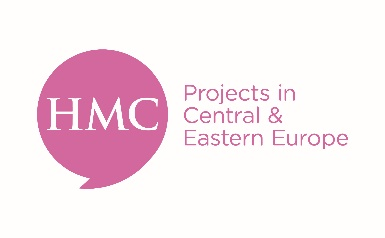 HMC
Projects in
Central &
Eastern Europe